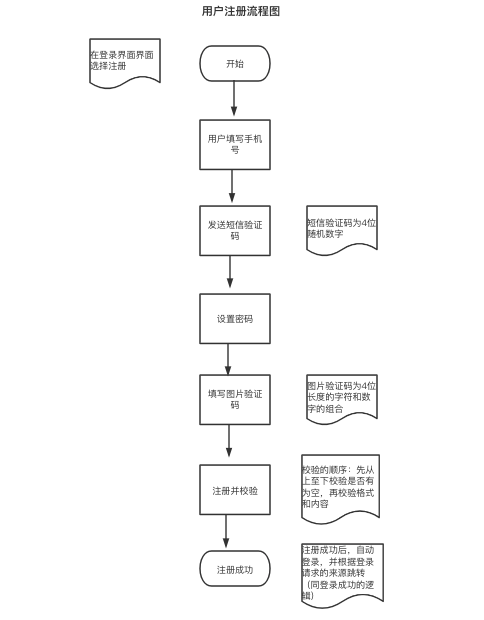 用户注册流程图
在登录界面界面
选择注册
开始
用户填写手机
号
发送短信验证
码
短信验证码为4位
随机数字
设置密码
填写图片验证
码
图片验证码为4位
长度的字符和数
字的组合
注册并校验
校验的顺序：先从
上至下校验是否有
为空，再校验格式
和内容
注册成功
注册成功后，自动
登录，并根据登录
请求的来源跳转
（同登录成功的逻
辑）